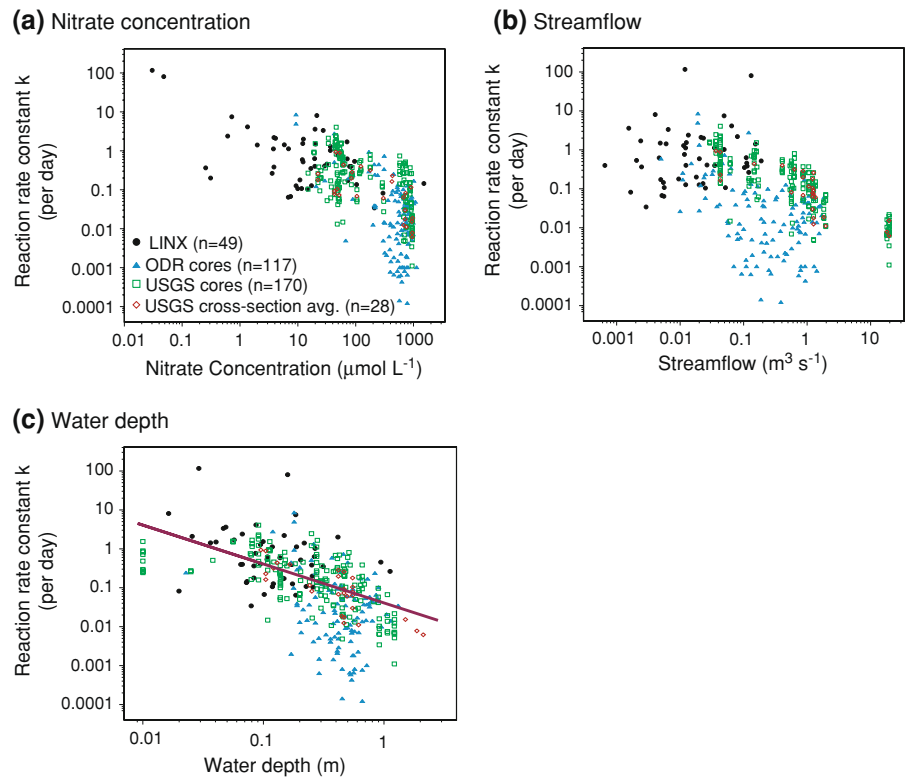 (a) Nitrate concentration
Reaction rate constant k
(per day)
100
10
1
0.1
0.01
0.001
0.0001
LINX (n=49)
ODR cores (n=117)
USGS cores (n=170)
USGS cross-section avg. (n=28)
0.01 0.1 1 10 100 1000
Nitrate Concentration (μmol L⁻¹)
(b) Streamflow
Reaction rate constant k
(per day)
100
10
1
0.1
0.01
0.001
0.0001
0.001 0.01 0.1 1 10
Streamflow (m³ s⁻¹)
(c) Water depth
Reaction rate constant k
(per day)
100
10
1
0.1
0.01
0.001
0.0001
0.01 0.1 1
Water depth (m)